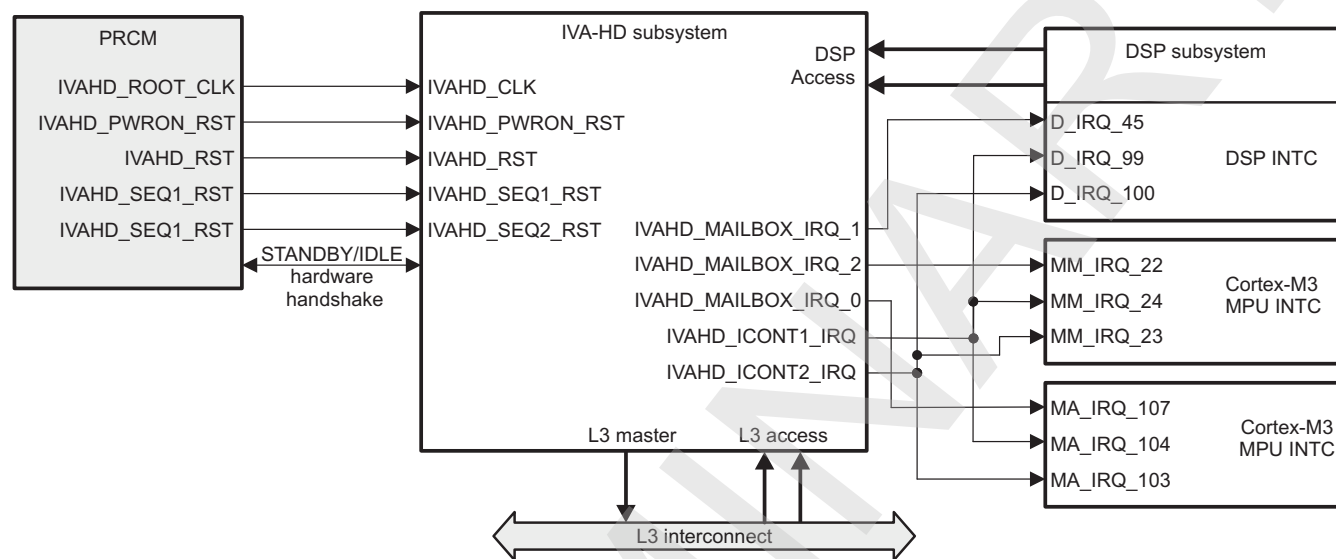 PRCM
IVAHD_ROOT_CLK
IVAHD_PWRON_RST
IVAHD_RST
IVAHD_SEQ1_RST
IVAHD_SEQ1_RST
STANDBY/IDLE
hardware
handshake
IVA-HD subsystem
DSP
Access
IVAHD_CLK
IVAHD_PWRON_RST
IVAHD_RST
IVAHD_SEQ1_RST
IVAHD_SEQ2_RST
IVAHD_MAILBOX_IRQ_1
IVAHD_MAILBOX_IRQ_2
IVAHD_MAILBOX_IRQ_0
IVAHD_ICONT1_IRQ
IVAHD_ICONT2_IRQ
L3 master
L3 access
L3 interconnect
DSP subsystem
D_IRQ_45
D_IRQ_99
D_IRQ_100
DSP INTC
MM_IRQ_22
MM_IRQ_24
MM_IRQ_23
Cortex-M3
MPU INTC
MA_IRQ_107
MA_IRQ_104
MA_IRQ_103
Cortex-M3
MPU INTC